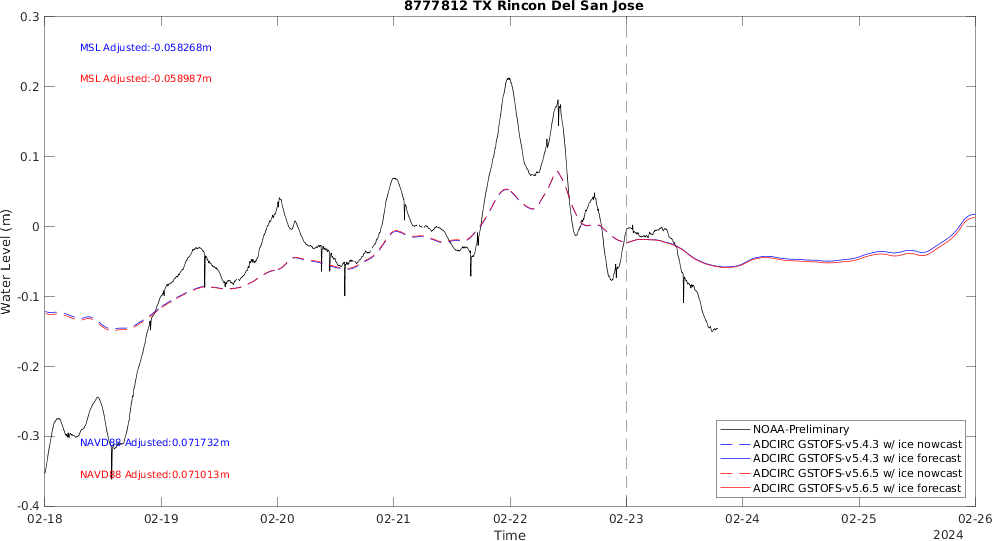 8777812 TX Rincon Del San Jose
0.3
0.2
0.1
0
-0.1
-0.2
-0.3
-0.4
Water Level (m)
MSL Adjusted:-0.058268m
MSL Adjusted:-0.058987m
NAVD88 Adjusted:0.071732m
NAVD88 Adjusted:0.071013m
NOAA-Preliminary
ADCIRC GSTOFS-v5.4.3 w/ ice nowcast
ADCIRC GSTOFS-v5.4.3 w/ ice forecast
ADCIRC GSTOFS-v5.6.5 w/ ice nowcast
ADCIRC GSTOFS-v5.6.5 w/ ice forecast
02-18 02-19 02-20 02-21 02-22 02-23 02-24 02-25 02-26
Time
2024